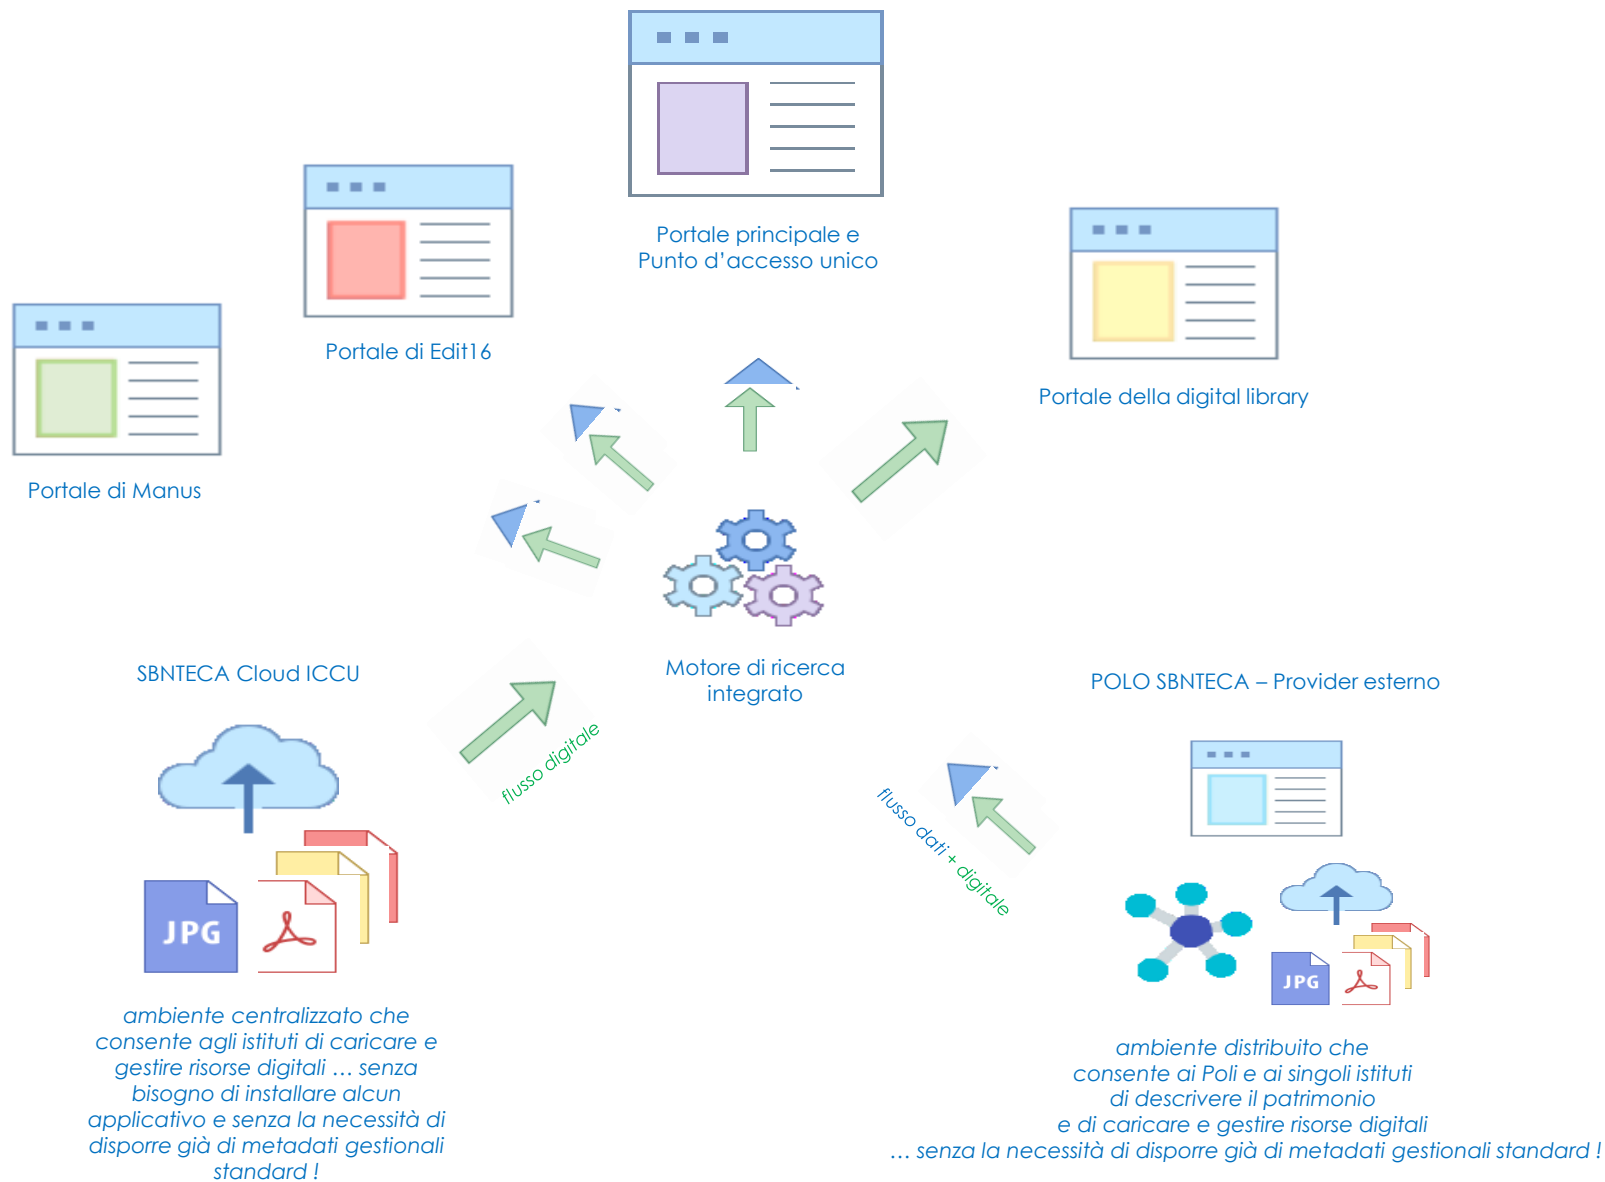 Portale principale e
Punto d’accesso unico
Portale di Edit16
Portale della digital library
Portale di Manus
Motore di ricerca
integrato
SBNTECA Cloud ICCU
POLO SBNTECA – Provider esterno
flusso digitale
flusso dati + digitale
JPG
JPG
ambiente centralizzato che
consente agli istituti di caricare e
gestire risorse digitali … senza
bisogno di installare alcun
applicativo e senza la necessità di
disporre già di metadati gestionali
standard !
ambiente distribuito che
consente ai Poli e ai singoli istituti
di descrivere il patrimonio
e di caricare e gestire risorse digitali
… senza la necessità di disporre già di metadati gestionali standard !